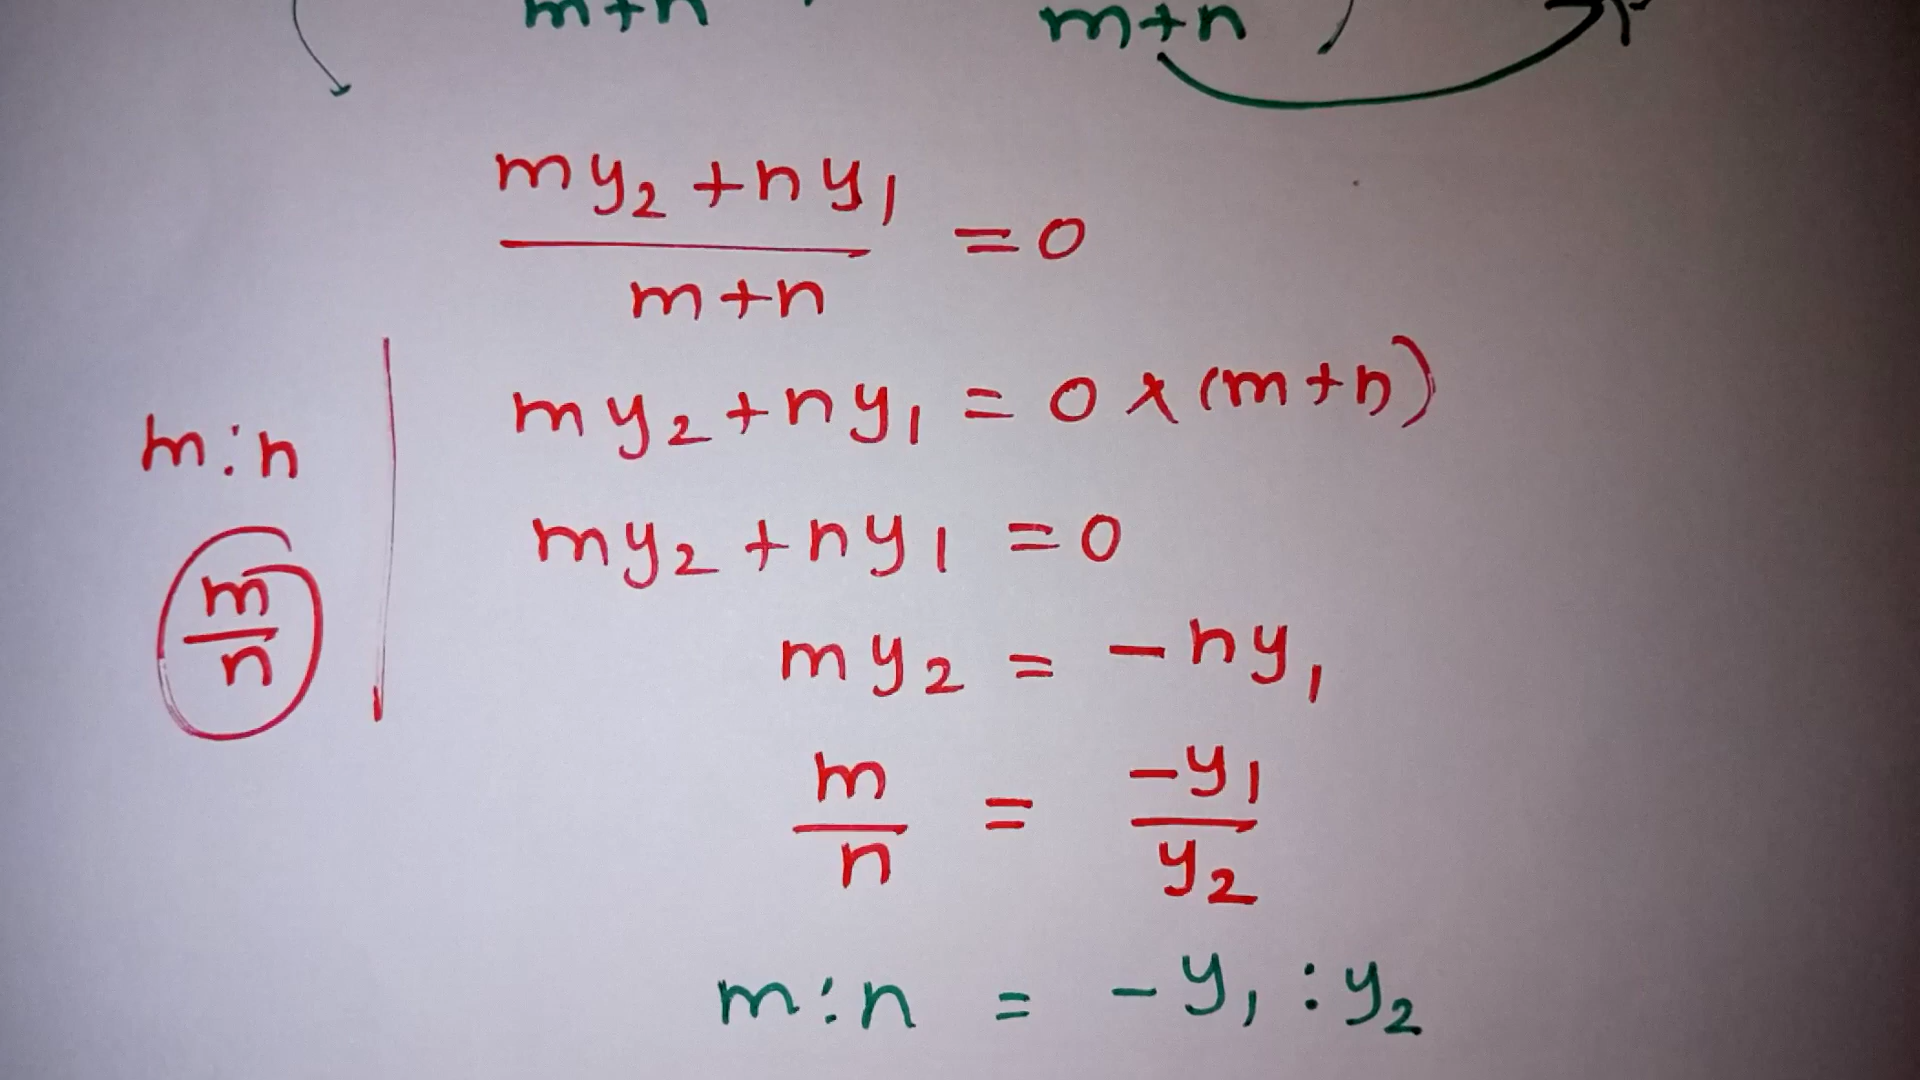 m+n m+n
my₂ + ny₁
m+n
= 0
my₂ + ny₁ = 0 × (m+n)
m:n
my₂ + ny₁ = 0
m
n
my₂ = -ny₁
m/n = -y₁/y₂
m:n = -y₁ : y₂